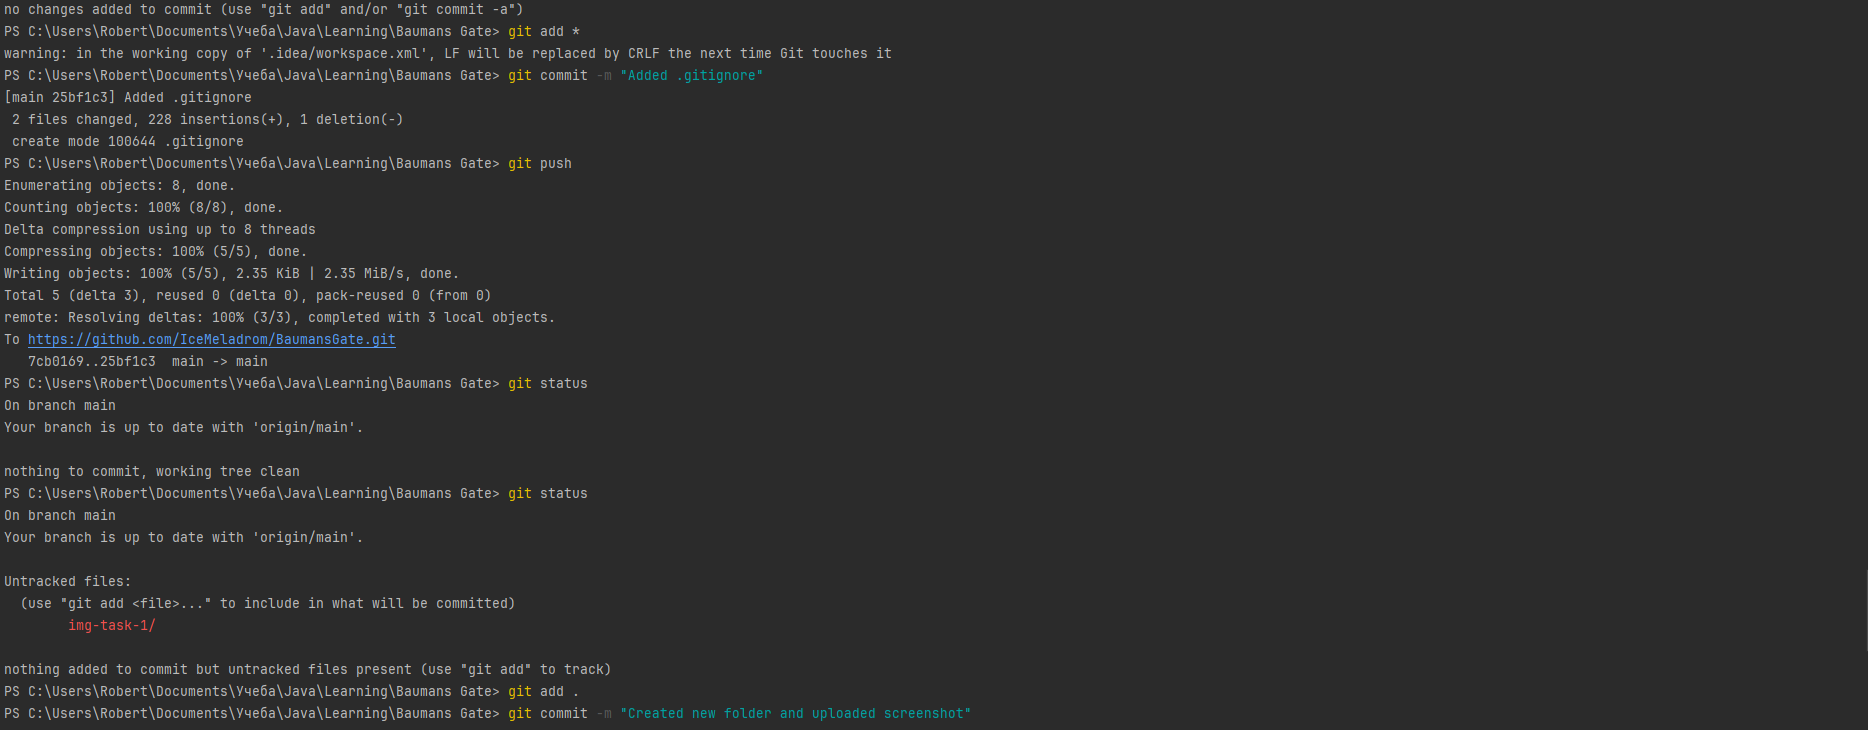 no changes added to commit (use "git add" and/or "git commit -a")
PS C:\Users\Robert\Documents\Учеба\Java\Learning\Baumans Gate> git add *
warning: in the working copy of '.idea/workspace.xml', LF will be replaced by CRLF the next time Git touches it
PS C:\Users\Robert\Documents\Учеба\Java\Learning\Baumans Gate> git commit -m "Added .gitignore"
[main 25bf1c3] Added .gitignore
 2 files changed, 228 insertions(+), 1 deletion(-)
 create mode 100644 .gitignore
PS C:\Users\Robert\Documents\Учеба\Java\Learning\Baumans Gate> git push
Enumerating objects: 8, done.
Counting objects: 100% (8/8), done.
Delta compression using up to 8 threads
Compressing objects: 100% (5/5), done.
Writing objects: 100% (5/5), 2.35 KiB | 2.35 MiB/s, done.
Total 5 (delta 3), reused 0 (delta 0), pack-reused 0 (from 0)
remote: Resolving deltas: 100% (3/3), completed with 3 local objects.
To https://github.com/IceMeladrom/BaumansGate.git
   7cb0169..25bf1c3  main -> main
PS C:\Users\Robert\Documents\Учеба\Java\Learning\Baumans Gate> git status
On branch main
Your branch is up to date with 'origin/main'.

nothing to commit, working tree clean
PS C:\Users\Robert\Documents\Учеба\Java\Learning\Baumans Gate> git status
On branch main
Your branch is up to date with 'origin/main'.

Untracked files:
  (use "git add <file>..." to include in what will be committed)
        img-task-1/

nothing added to commit but untracked files present (use "git add" to track)
PS C:\Users\Robert\Documents\Учеба\Java\Learning\Baumans Gate> git add .
PS C:\Users\Robert\Documents\Учеба\Java\Learning\Baumans Gate> git commit -m "Created new folder and uploaded screenshot"